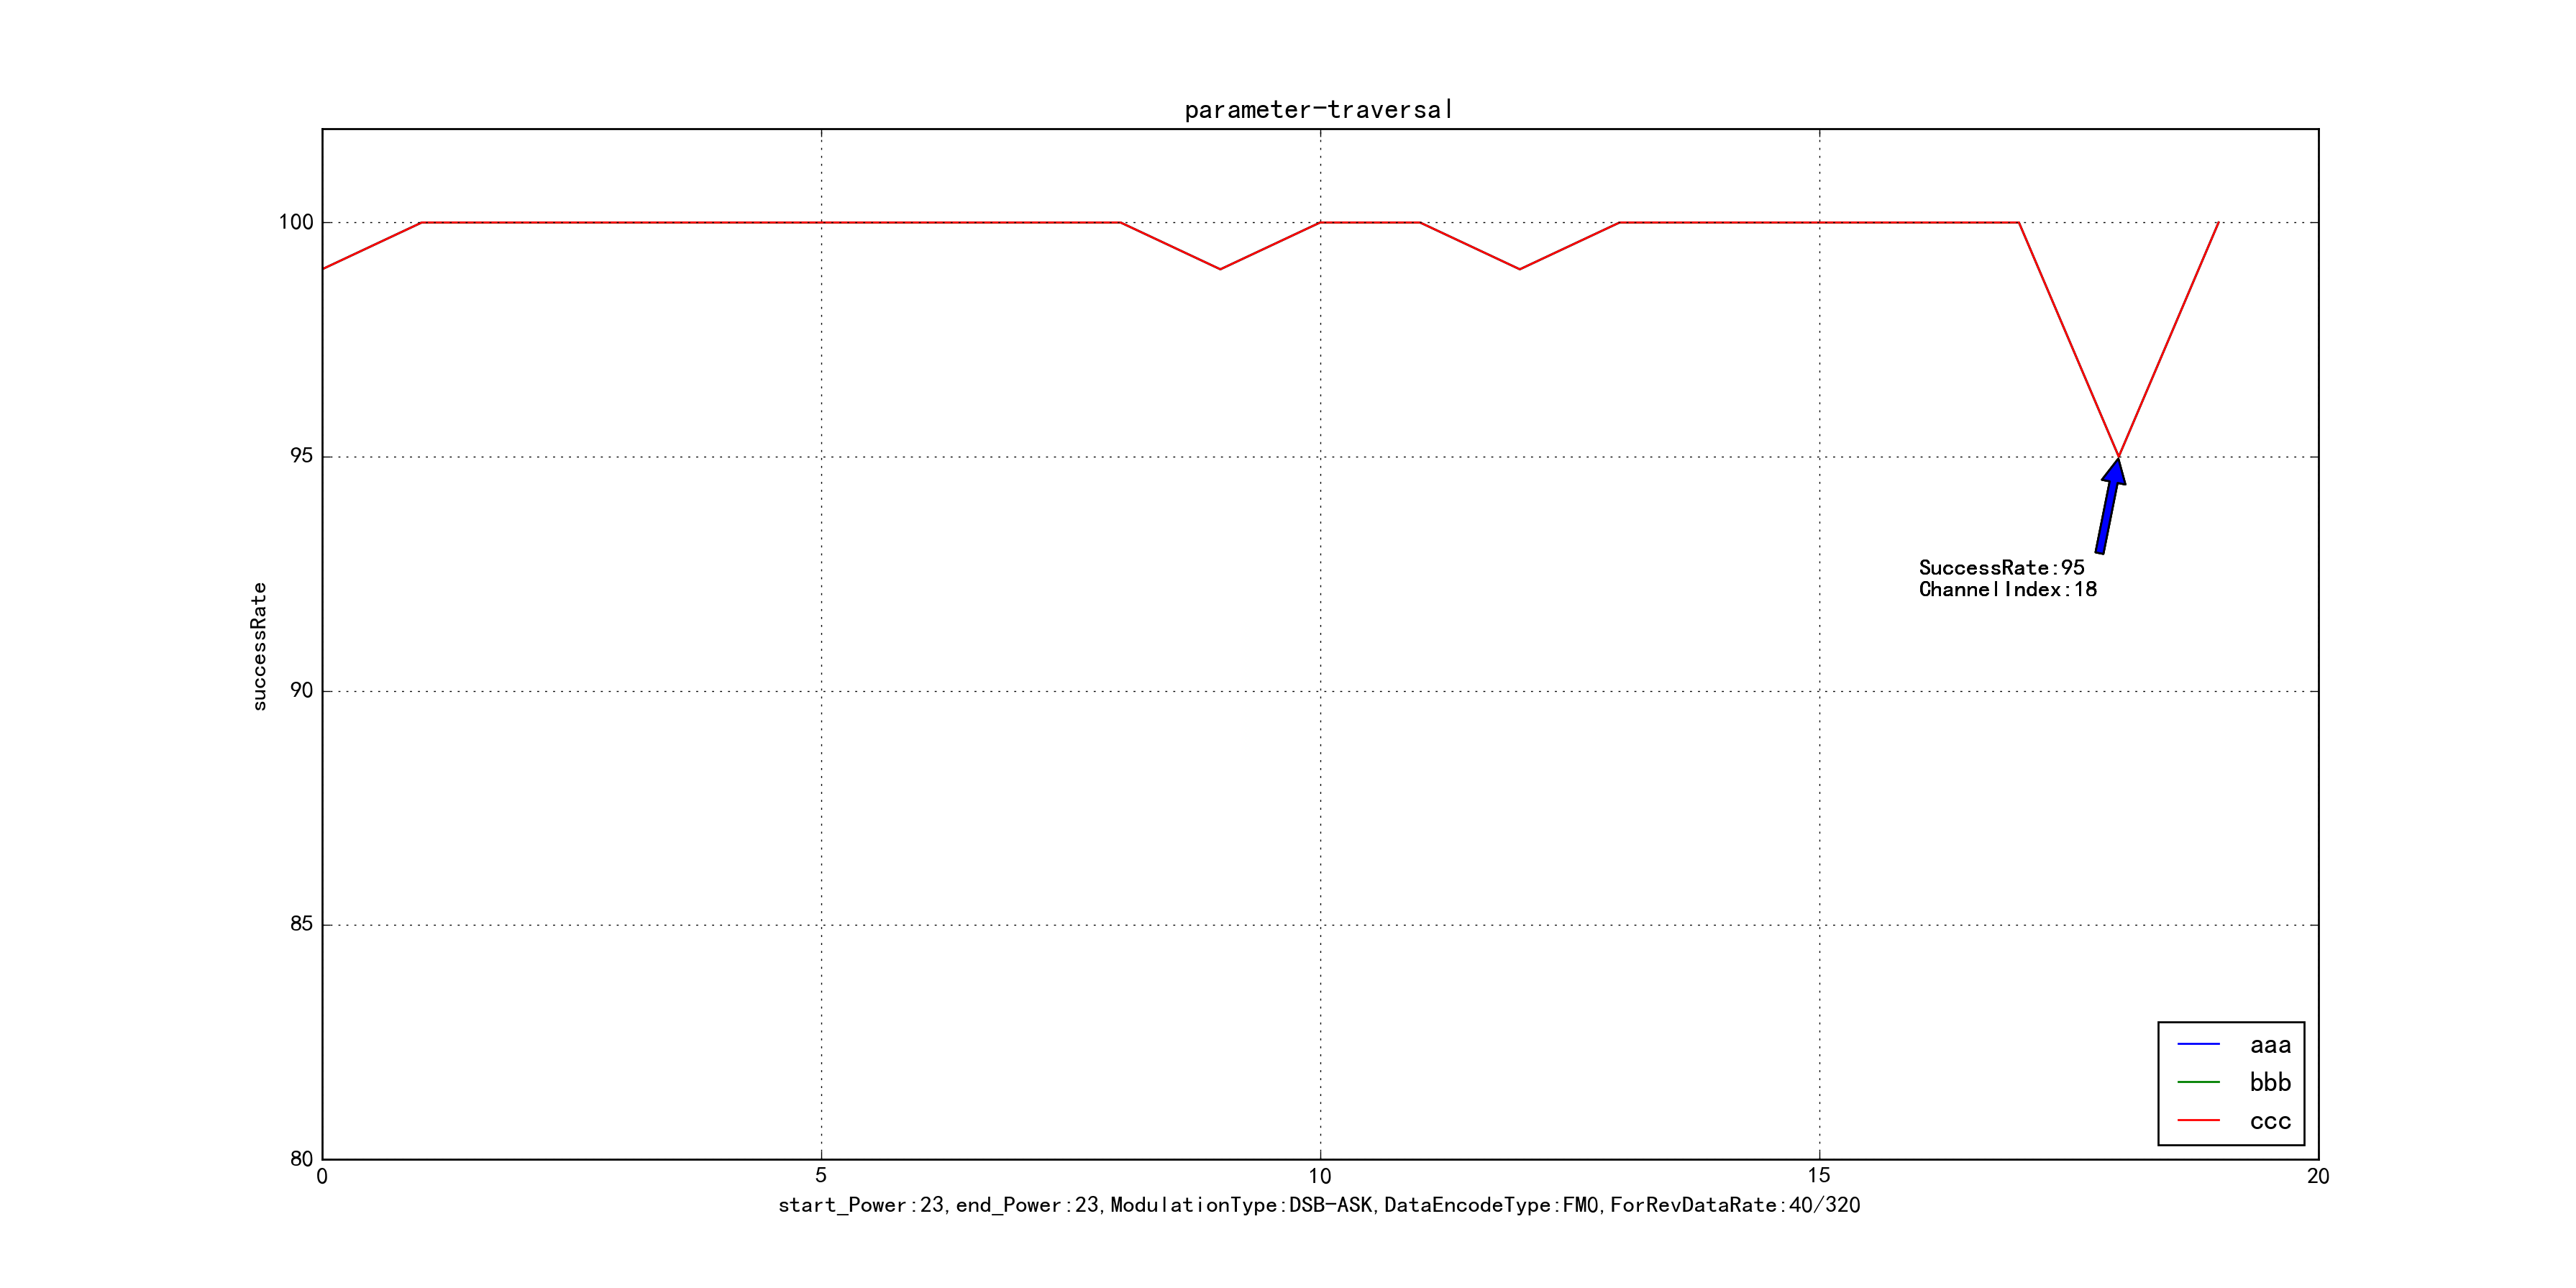 parameter-traversal
100
95
90
85
80
successRate
SuccessRate:95
ChannelIndex:18
aaa
bbb
ccc
0 5 10 15 20
start_Power:23,end_Power:23,ModulationType:DSB-ASK,DataEncodeType:FM0,ForRevDataRate:40/320